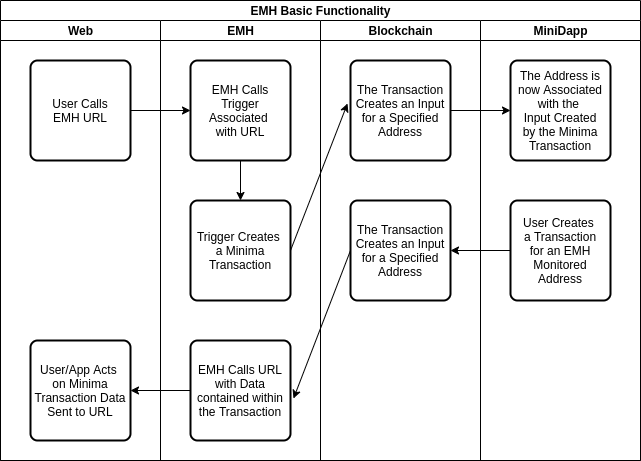 EMH Basic Functionality
Web
EMH
Blockchain
MiniDapp
User Calls
EMH URL
EMH Calls
Trigger
Associated
with URL
The Transaction
Creates an Input
for a Specified
Address
The Address is
now Associated
with the
Input Created
by the Minima
Transaction
Trigger Creates
a Minima
Transaction
The Transaction
Creates an Input
for a Specified
Address
User Creates
a Transaction
for an EMH
Monitored
Address
User/App Acts
on Minima
Transaction Data
Sent to URL
EMH Calls URL
with Data
contained within
the Transaction